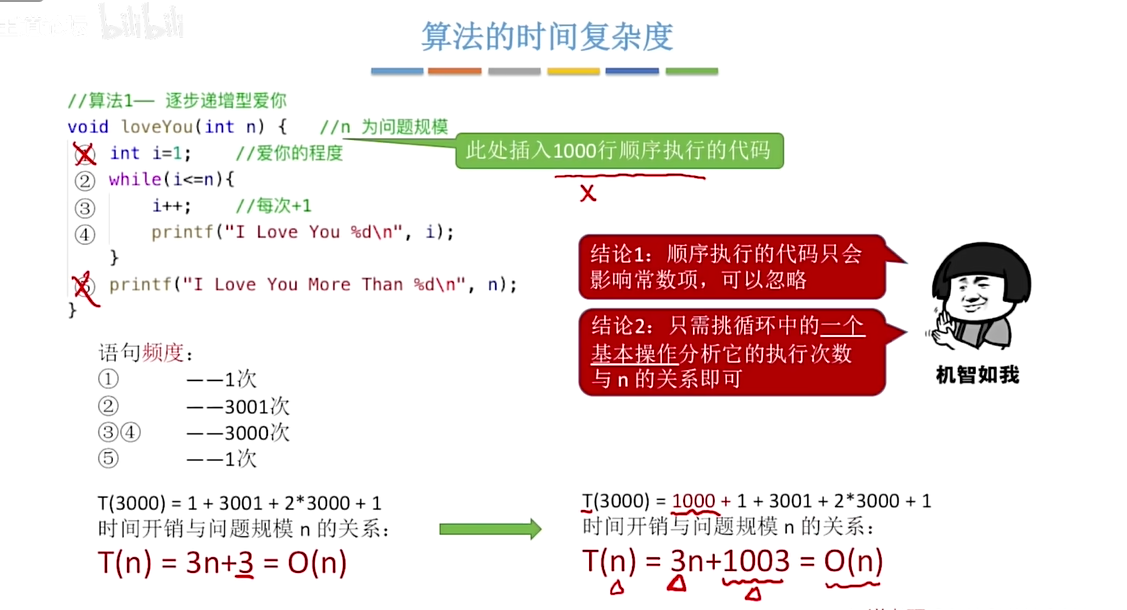 bilibili
算法的时间复杂度
//算法1—— 逐步递增型爱你
void loveYou(int n) { //n 为问题规模
① int i=1; //爱你的程度
此处插入1000行顺序执行的代码
② while(i<=n){
x
③ i++; //每次+1
④ printf("I Love You %d\n", i);
}
⑤ printf("I Love You More Than %d\n", n);
}
结论1：顺序执行的代码只会
影响常数项，可以忽略
结论2：只需挑循环中的一个
基本操作分析它的执行次数
与 n 的关系即可
机智如我
语句频度：
① ——1次
② ——3001次
③④ ——3000次
⑤ ——1次
T(3000) = 1 + 3001 + 2*3000 + 1
时间开销与问题规模 n 的关系：
T(n) = 3n+3 = O(n)
T(3000) = 1000 + 1 + 3001 + 2*3000 + 1
时间开销与问题规模 n 的关系：
T(n) = 3n+1003 = O(n)